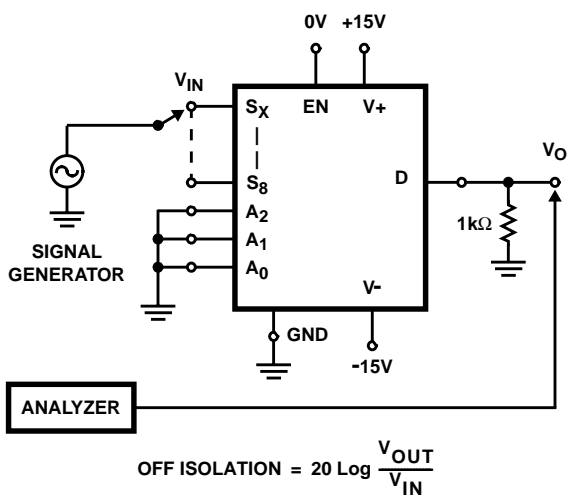 0V +15V
V_IN
S_X EN V+
S_8 D V_O
A_2
A_1 1kΩ
A_0
SIGNAL
GENERATOR
V-
GND
-15V
ANALYZER
OFF ISOLATION = 20 Log V_OUT / V_IN